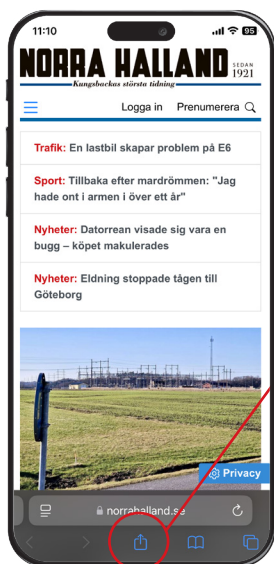 11:10
95
NORRA HALLAND
SEDAN
1921
Kungsbackas största tidning
Logga in Prenumerera
Trafik: En lastbil skapar problem på E6
Sport: Tillbaka efter mardrömmen: "Jag
hade ont i armen i över ett år"
Nyheter: Datorrean visade sig vara en
bugg – köpet makulerades
Nyheter: Eldning stoppade tågen till
Göteborg
Privacy
norrahalland.se